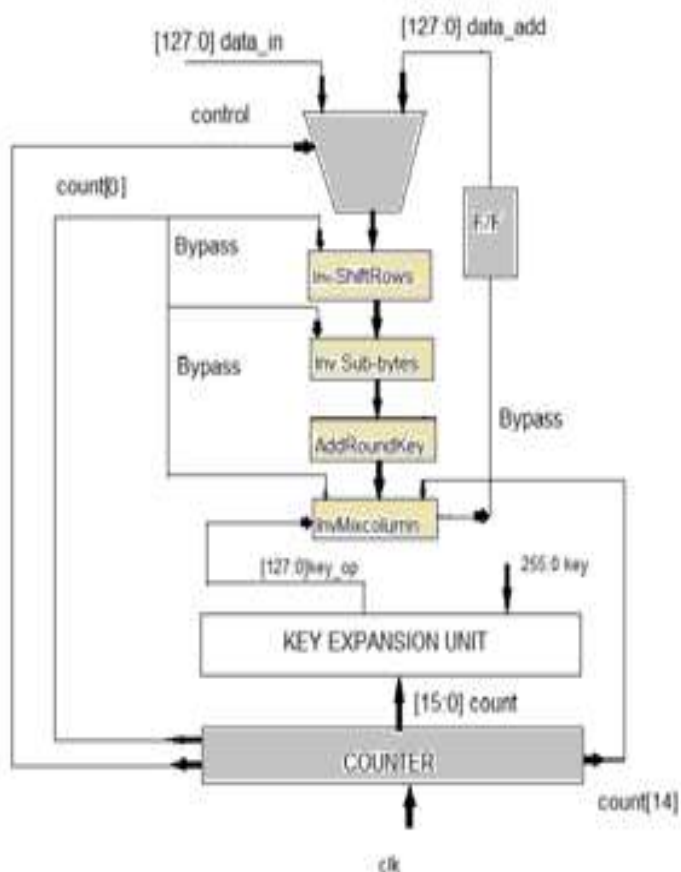 [127:0] data_in
[127:0] data_add
control
count[0]
F/F
Bypass
Inv.ShiftRows
Inv.Sub-bytes
Bypass
Bypass
AddRoundKey
InvMixcolumn
[127:0]key_op
255:0 key
KEY EXPANSION UNIT
[15:0] count
COUNTER
count[14]
clk